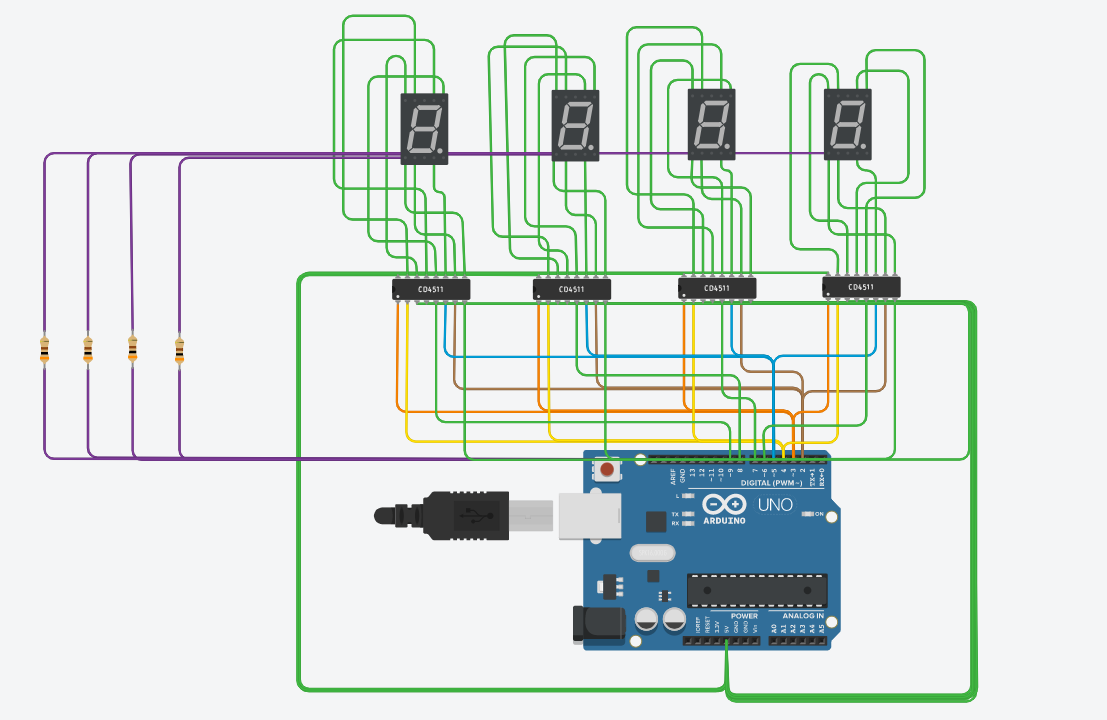 CD4511
CD4511
CD4511
CD4511
AREF
GND
13
12
~11
~10
~9
8
7
~6
~5
4
~3
2
TX→1
RX←0
DIGITAL (PWM~)
L
TX
RX
ARDUINO
UNO
ON
POWER
ANALOG IN
IOREF
RESET
3.3V
5V
GND
GND
Vin
A0
A1
A2
A3
A4
A5